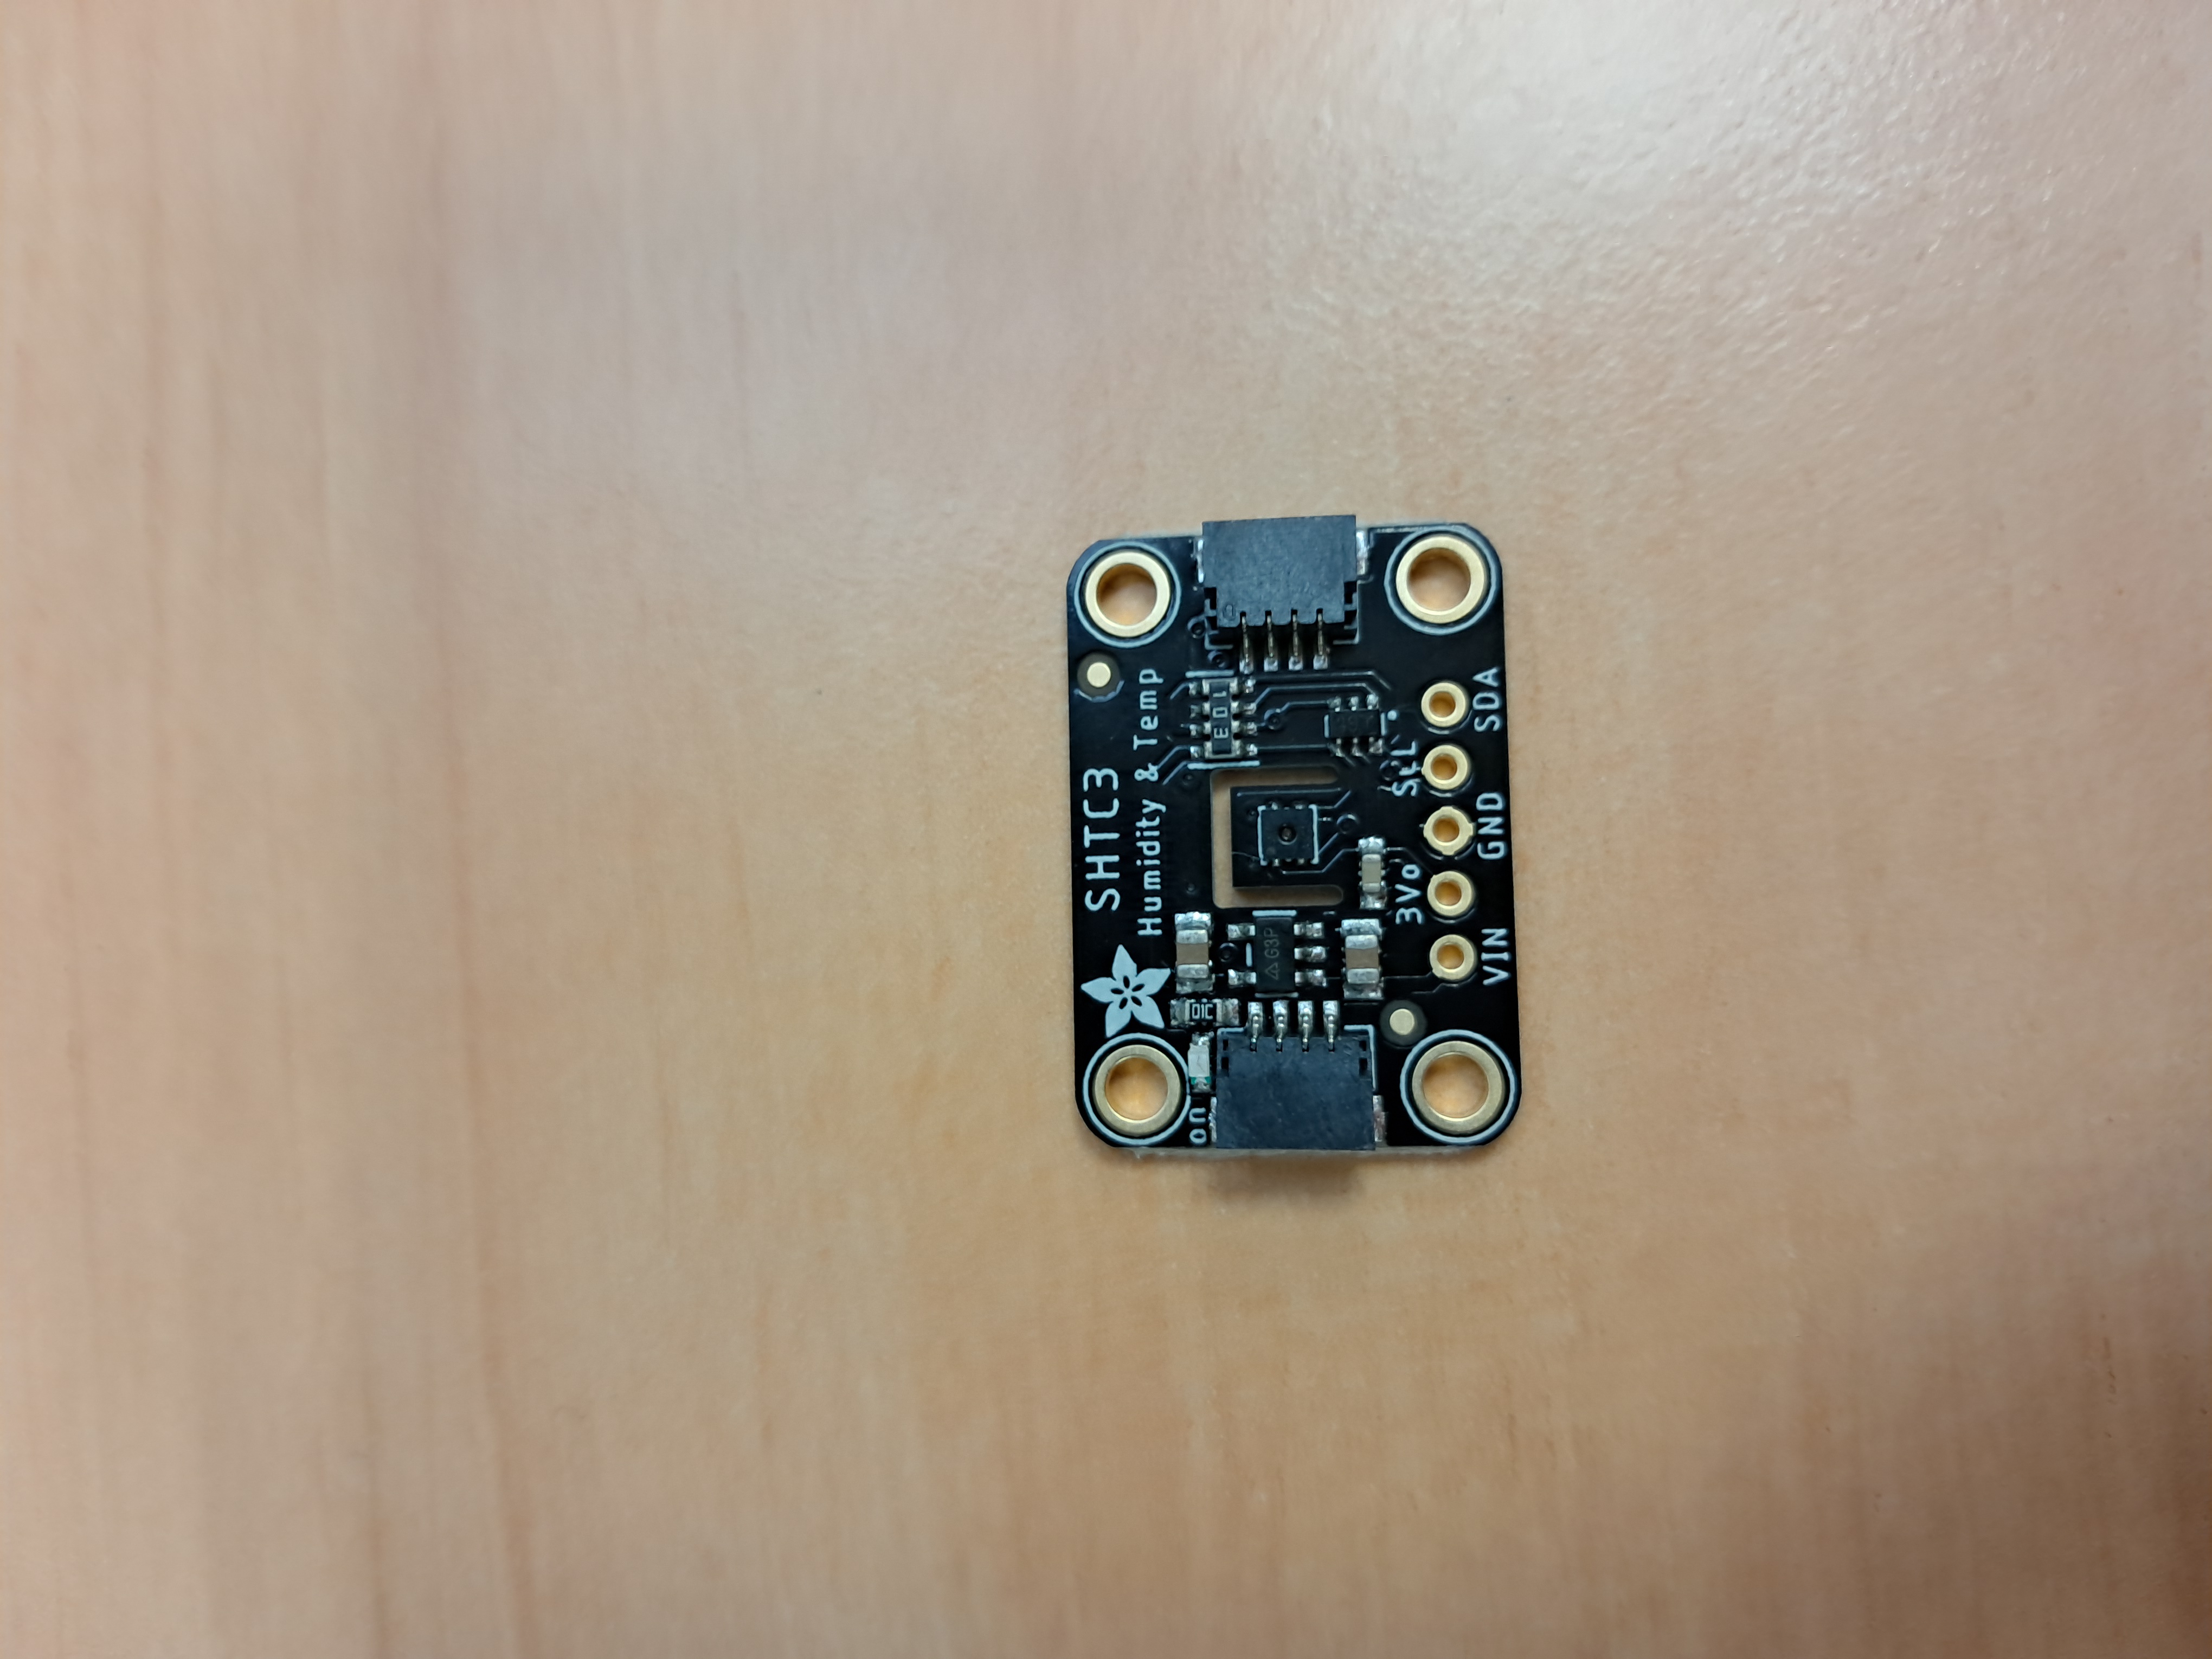 SHTC3
Humidity & Temp
on
G3P
3Vo
SCL
VIN
GND
SDA